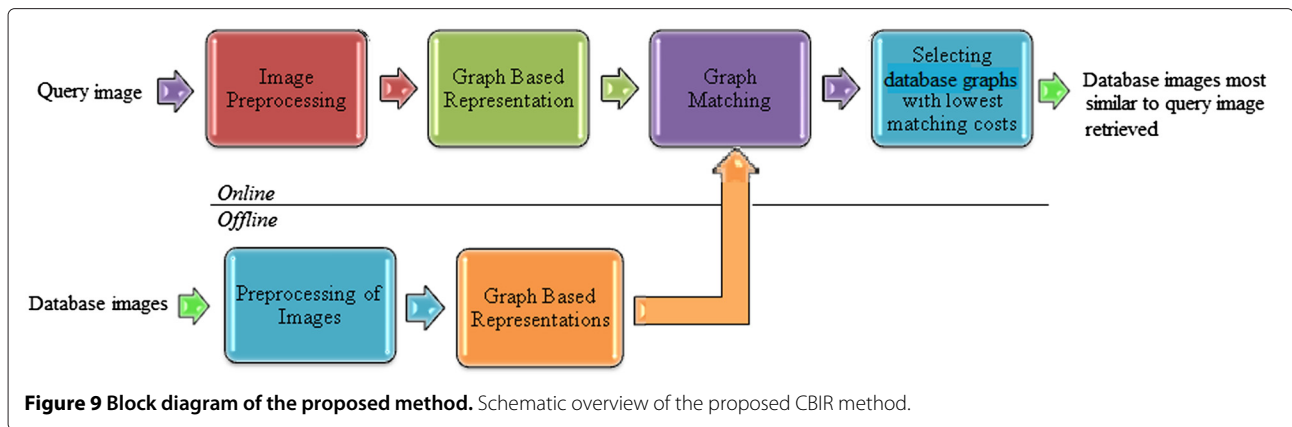 Query image
Image
Preprocessing
Graph Based
Representation
Graph
Matching
Selecting
database graphs
with lowest
matching costs
Database images most
similar to query image
retrieved
Online
Offline
Database images
Preprocessing of
Images
Graph Based
Representations
Figure 9 Block diagram of the proposed method. Schematic overview of the proposed CBIR method.